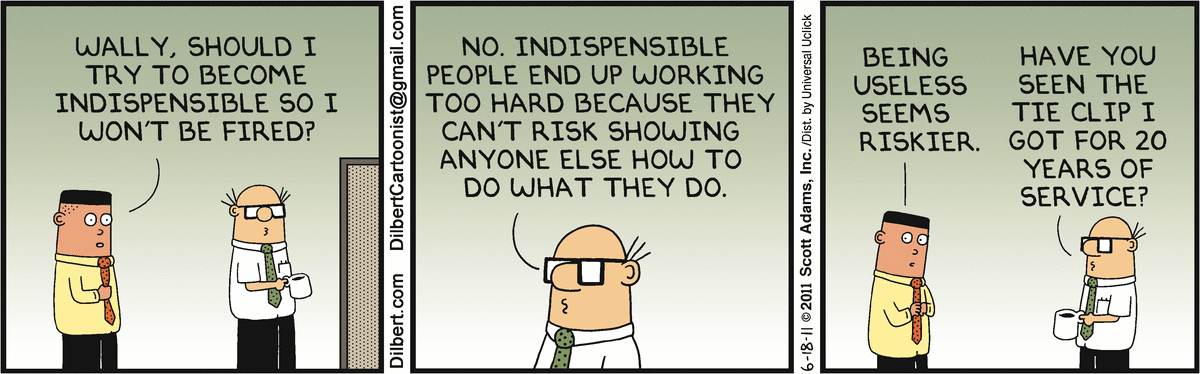 WALLY, SHOULD I
TRY TO BECOME
INDISPENSIBLE SO I
WON'T BE FIRED?
Dilbert.com DilbertCartoonist@gmail.com
NO. INDISPENSIBLE
PEOPLE END UP WORKING
TOO HARD BECAUSE THEY
CAN'T RISK SHOWING
ANYONE ELSE HOW TO
DO WHAT THEY DO.
6-18-11 © 2011 Scott Adams, Inc. /Dist. by Universal Uclick
BEING
USELESS
SEEMS
RISKIER.
HAVE YOU
SEEN THE
TIE CLIP I
GOT FOR 20
YEARS OF
SERVICE?